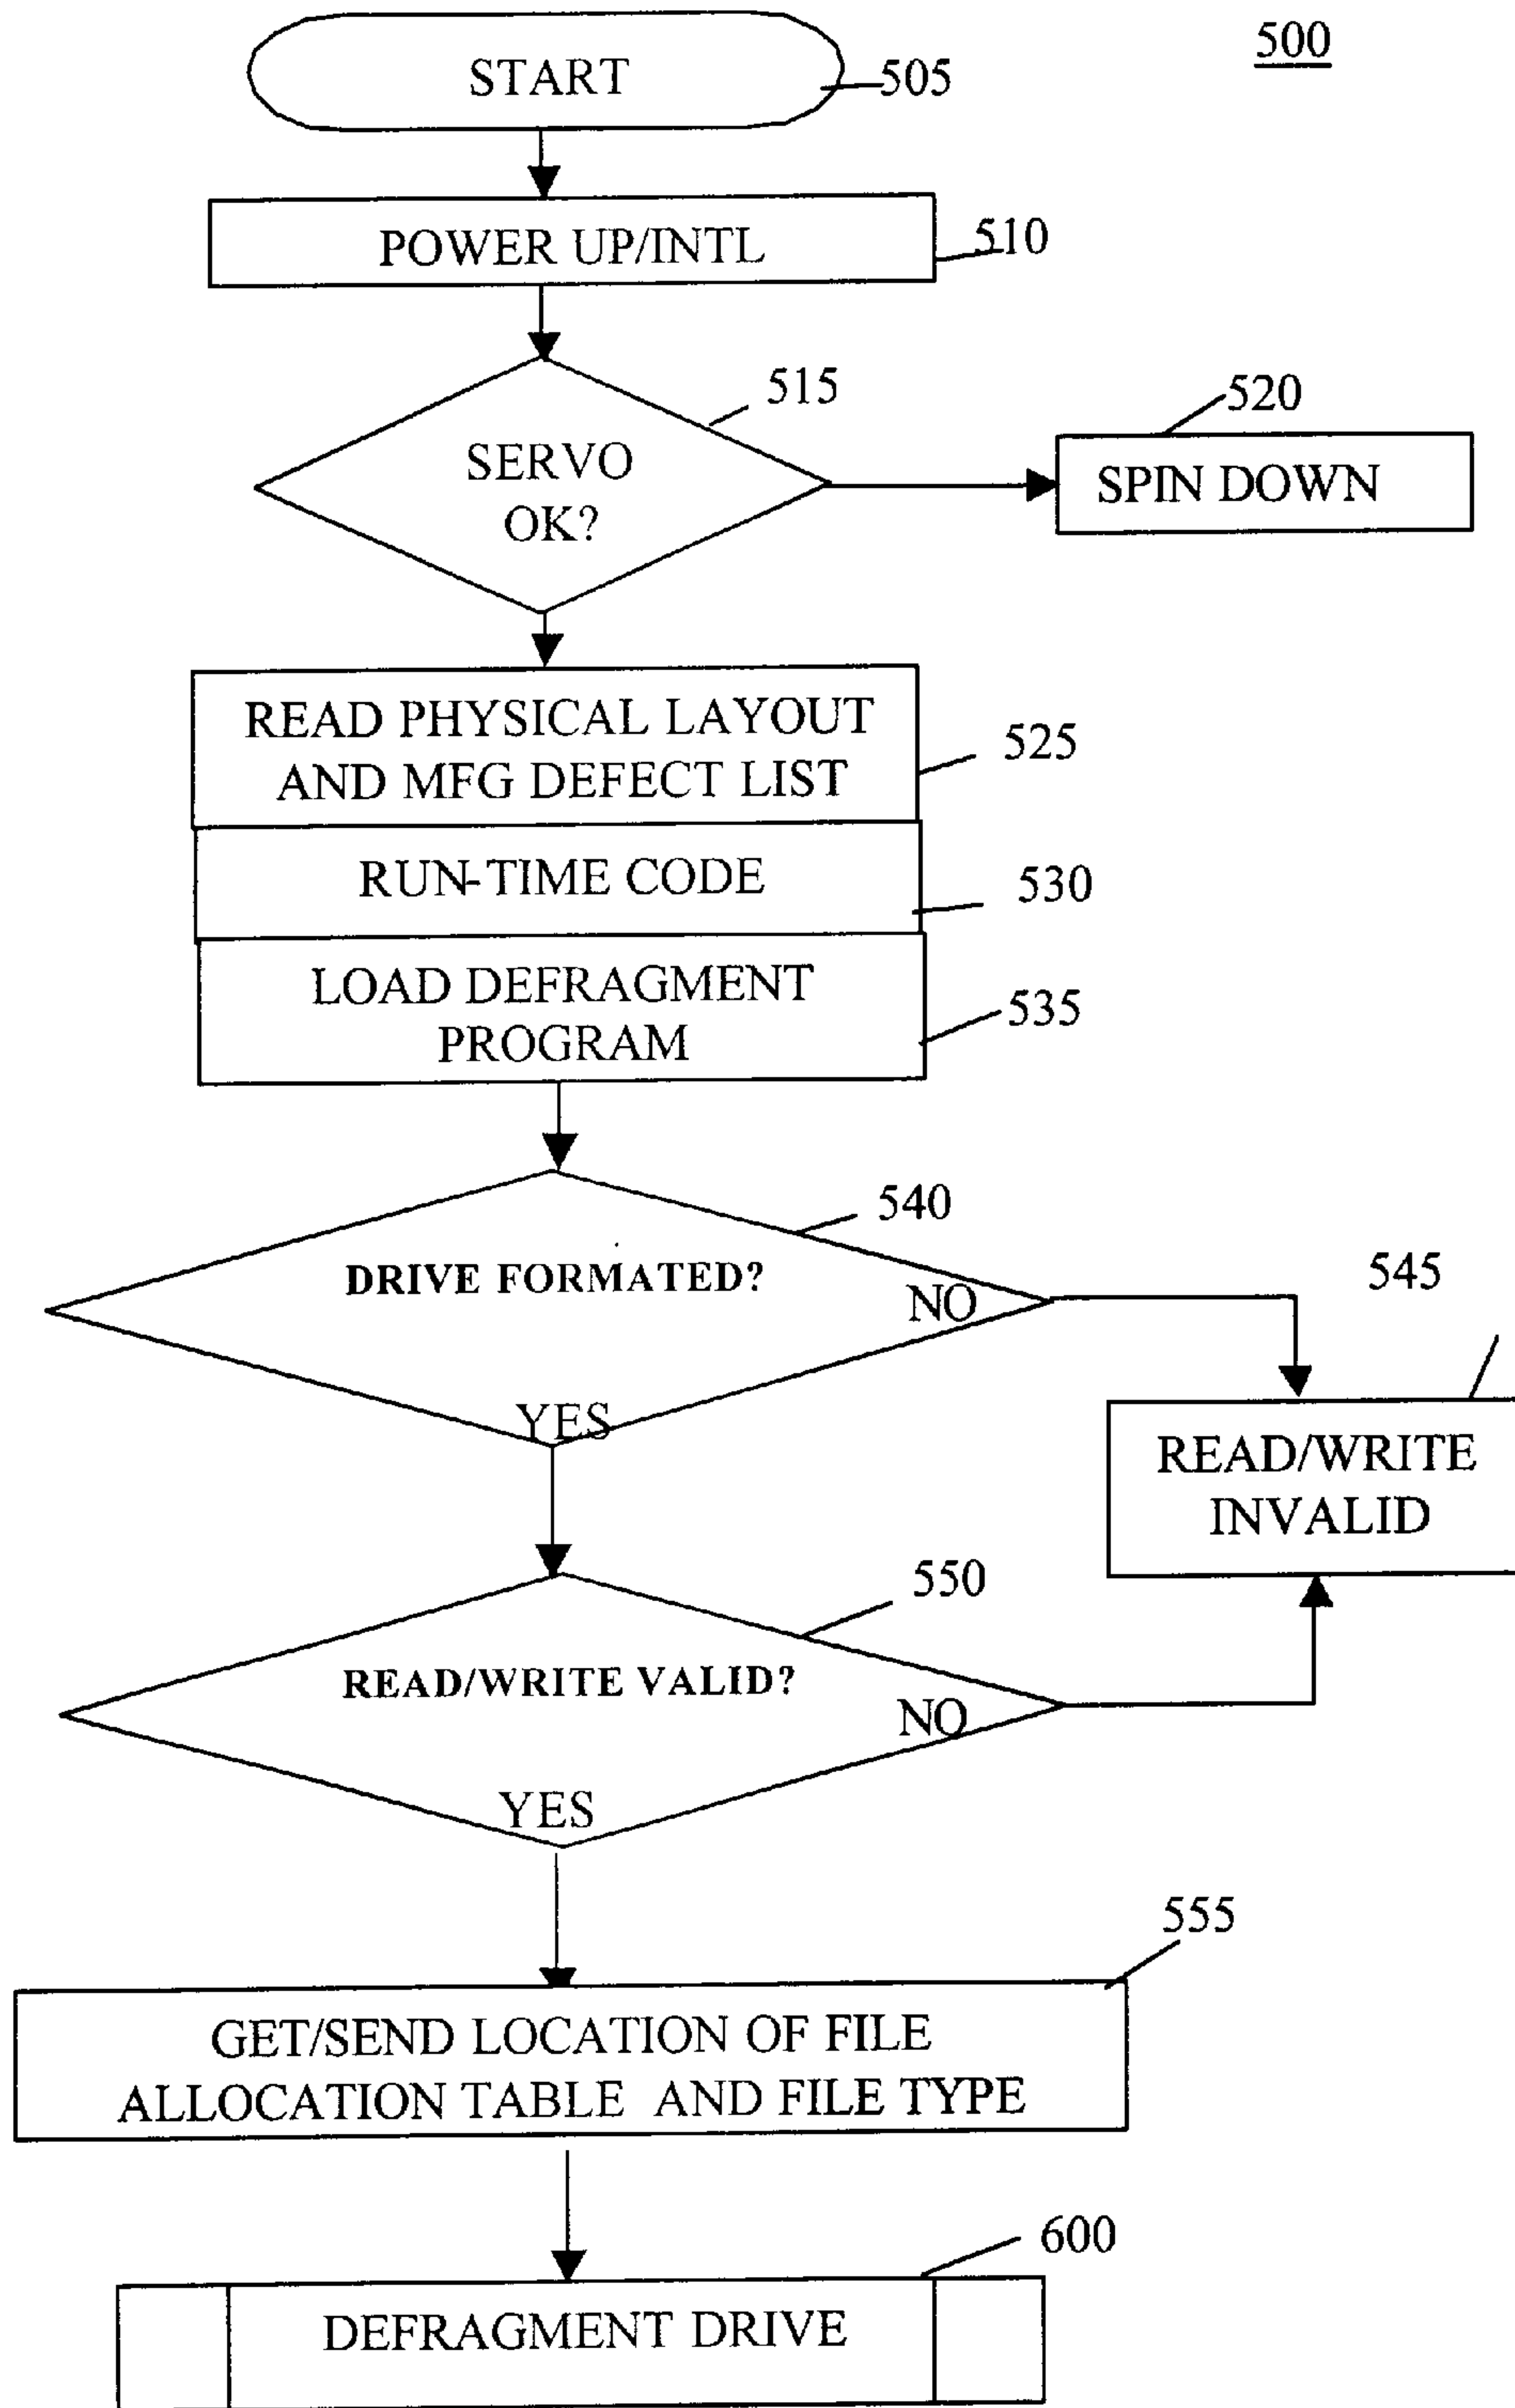 500
START
505
POWER UP/INTL
510
515
SERVO
OK?
520
SPIN DOWN
READ PHYSICAL LAYOUT
AND MFG DEFECT LIST
525
RUN-TIME CODE
530
LOAD DEFRAGMENT
PROGRAM
535
540
DRIVE FORMATED?
NO
YES
545
READ/WRITE
INVALID
550
READ/WRITE VALID?
NO
YES
555
GET/SEND LOCATION OF FILE
ALLOCATION TABLE AND FILE TYPE
600
DEFRAGMENT DRIVE